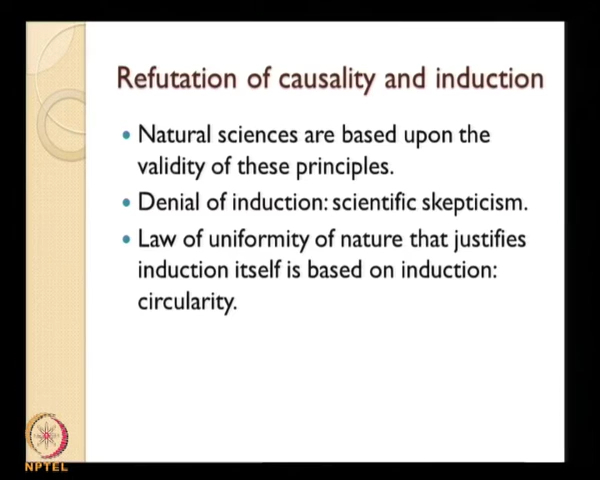 Refutation of causality and induction
• Natural sciences are based upon the
validity of these principles.
• Denial of induction: scientific skepticism.
• Law of uniformity of nature that justifies
induction itself is based on induction:
circularity.
NPTEL